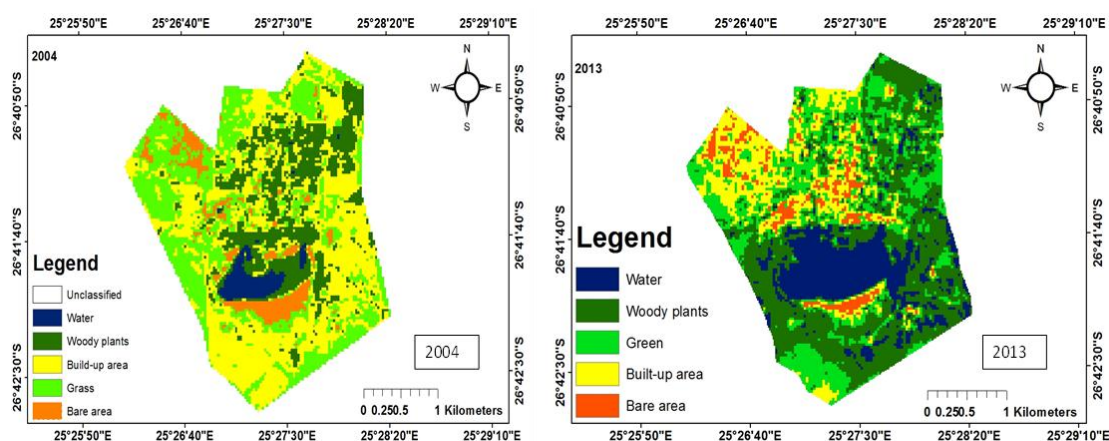 25°25'50"E 25°26'40"E 25°27'30"E 25°28'20"E 25°29'10"E
2004
N
W E
S
26°40'50"S
26°41'40"S
26°42'30"S
26°40'50"S
26°41'40"S
26°42'30"S
Legend
Unclassified
Water
Woody plants
Build-up area
Grass
Bare area
2004
0 0.250.5 1 Kilometers
25°25'50"E 25°26'40"E 25°27'30"E 25°28'20"E 25°29'10"E
25°25'50"E 25°26'40"E 25°27'30"E 25°28'20"E 25°29'10"E
2013
N
W E
S
26°40'50"S
26°41'40"S
26°42'30"S
26°40'50"S
26°41'40"S
26°42'30"S
Legend
Water
Woody plants
Green
Built-up area
Bare area
2013
0 0.250.5 1 Kilometers
25°25'50"E 25°26'40"E 25°27'30"E 25°28'20"E 25°29'10"E